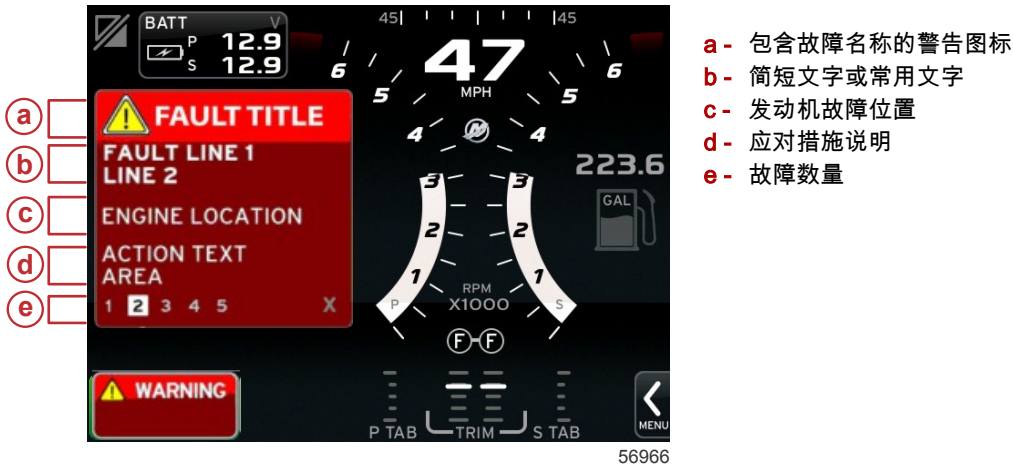 BATT V
P 12.9
S 12.9
45 45
47
MPH
6 6
5 5
4 4
3 3
2 2
1 1
RPM
X1000
P S
F F
223.6
GAL
a
b
c
d
e
FAULT TITLE
FAULT LINE 1
LINE 2
ENGINE LOCATION
ACTION TEXT
AREA
1 2 3 4 5 X
WARNING
P TAB TRIM S TAB
MENU
56966
a - 包含故障名称的警告图标
b - 简短文字或常用文字
c - 发动机故障位置
d - 应对措施说明
e - 故障数量